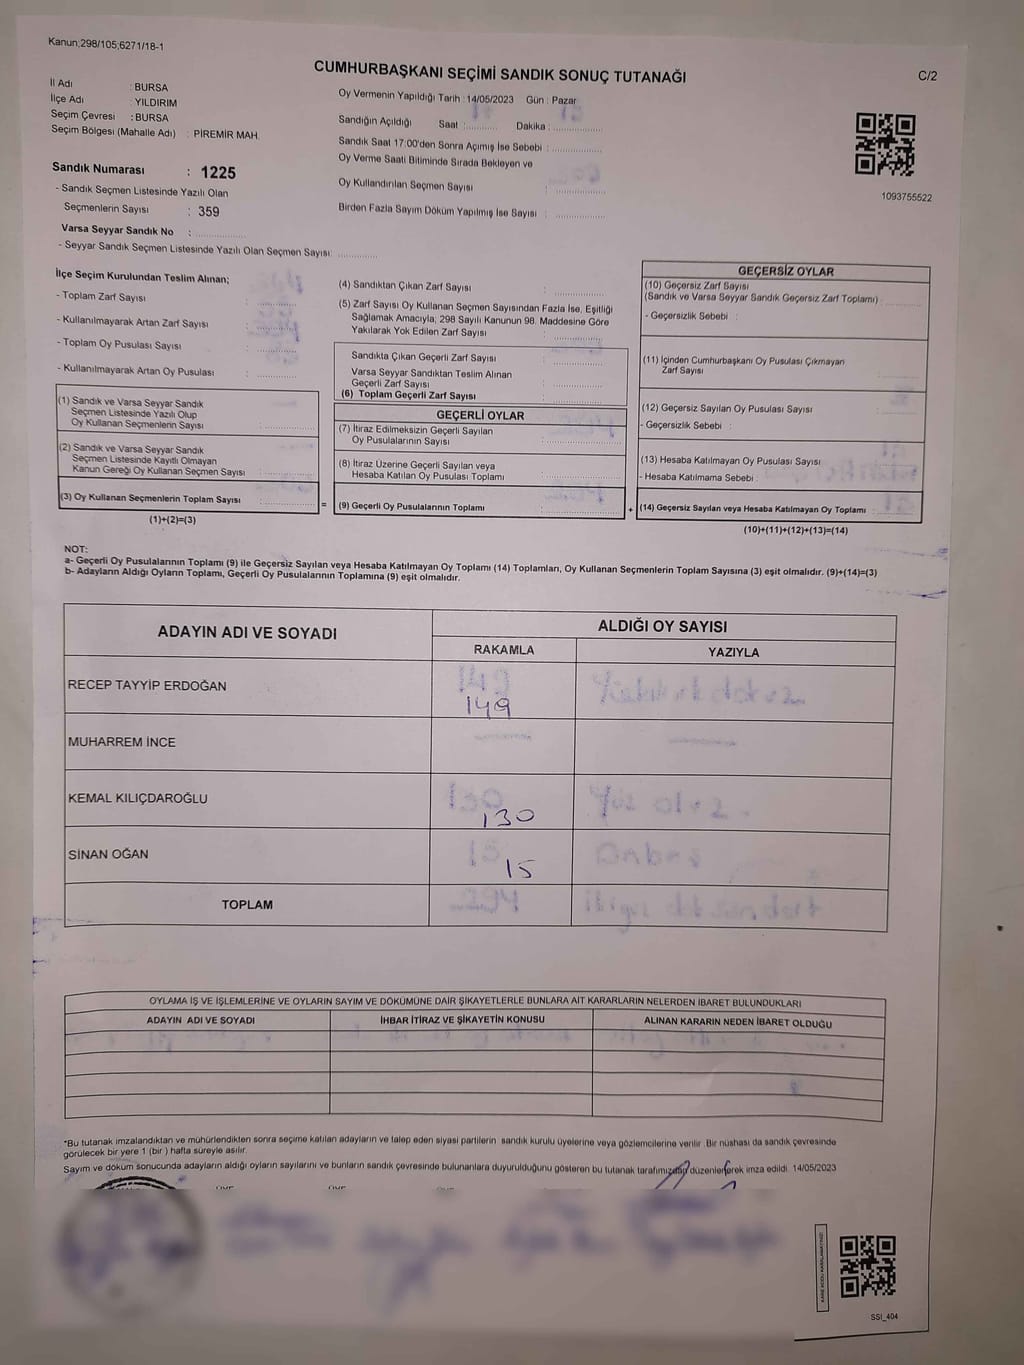 Kanun;298/105;6271/18-1
CUMHURBAŞKANI SEÇİMİ SANDIK SONUÇ TUTANAĞI
C/2
İl Adı : BURSA
İlçe Adı : YILDIRIM
Seçim Çevresi : BURSA
Seçim Bölgesi (Mahalle Adı) : PİREMİR MAH.
Sandık Numarası : 1225
- Sandık Seçmen Listesinde Yazılı Olan
Seçmenlerin Sayısı : 359
Varsa Seyyar Sandık No :
- Seyyar Sandık Seçmen Listesinde Yazılı Olan Seçmen Sayısı:
Oy Vermenin Yapıldığı Tarih : 14/05/2023 Gün : Pazar
Sandığın Açıldığı Saat : Dakika :
Sandık Saat 17:00'den Sonra Açımış İse Sebebi :
Oy Verme Saati Bitiminde Sırada Bekleyen ve
Oy Kullandırılan Seçmen Sayısı :
Birden Fazla Sayım Döküm Yapılmış İse Sayısı :
1093755522
İlçe Seçim Kurulundan Teslim Alınan;
- Toplam Zarf Sayısı :
- Kullanılmayarak Artan Zarf Sayısı :
- Toplam Oy Pusulası Sayısı :
- Kullanılmayarak Artan Oy Pusulası :
(1) Sandık ve Varsa Seyyar Sandık
Seçmen Listesinde Yazılı Olup
Oy Kullanan Seçmenlerin Sayısı :
(2) Sandık ve Varsa Seyyar Sandık
Seçmen Listesinde Kayıtlı Olmayan
Kanun Gereği Oy Kullanan Seçmen Sayısı :
(3) Oy Kullanan Seçmenlerin Toplam Sayısı :
(1)+(2)=(3)
(4) Sandıktan Çıkan Zarf Sayısı :
(5) Zarf Sayısı Oy Kullanan Seçmen Sayısından Fazla İse, Eşitliği
Sağlamak Amacıyla; 298 Sayılı Kanunun 98. Maddesine Göre
Yakılarak Yok Edilen Zarf Sayısı :
Sandıkta Çıkan Geçerli Zarf Sayısı :
Varsa Seyyar Sandıktan Teslim Alınan
Geçerli Zarf Sayısı :
(6) Toplam Geçerli Zarf Sayısı :
GEÇERLİ OYLAR
(7) İtiraz Edilmeksizin Geçerli Sayılan
Oy Pusulalarının Sayısı :
(8) İtiraz Üzerine Geçerli Sayılan veya
Hesaba Katılan Oy Pusulası Toplamı :
= (9) Geçerli Oy Pusulalarının Toplamı :
GEÇERSİZ OYLAR
(10) Geçersiz Zarf Sayısı
(Sandık ve Varsa Seyyar Sandık Geçersiz Zarf Toplamı) :
- Geçersizlik Sebebi :
(11) İçinden Cumhurbaşkanı Oy Pusulası Çıkmayan
Zarf Sayısı :
(12) Geçersiz Sayılan Oy Pusulası Sayısı :
- Geçersizlik Sebebi :
(13) Hesaba Katılmayan Oy Pusulası Sayısı :
- Hesaba Katılmama Sebebi :
+ (14) Geçersiz Sayılan veya Hesaba Katılmayan Oy Toplamı :
(10)+(11)+(12)+(13)=(14)
NOT:
a- Geçerli Oy Pusulalarının Toplamı (9) ile Geçersiz Sayılan veya Hesaba Katılmayan Oy Toplamı (14) Toplamları, Oy Kullanan Seçmenlerin Toplam Sayısına (3) eşit olmalıdır. (9)+(14)=(3)
b- Adayların Aldığı Oyların Toplamı, Geçerli Oy Pusulalarının Toplamına (9) eşit olmalıdır.
ADAYIN ADI VE SOYADI
ALDIĞI OY SAYISI
RAKAMLA YAZIYLA
RECEP TAYYİP ERDOĞAN 149
149
MUHARREM İNCE
KEMAL KILIÇDAROĞLU 130 Yüz otuz
130
SİNAN OĞAN 15 Onbeş
15
TOPLAM 294 ikiyüz doksandört
OYLAMA İŞ VE İŞLEMLERİNE VE OYLARIN SAYIM VE DÖKÜMÜNE DAİR ŞİKAYETLERLE BUNLARA AİT KARARLARIN NELERDEN İBARET BULUNDUKLARI
ADAYIN ADI VE SOYADI İHBAR İTİRAZ VE ŞİKAYETİN KONUSU ALINAN KARARIN NEDEN İBARET OLDUĞU
*Bu tutanak imzalandıktan ve mühürlendikten sonra seçime katılan adayların ve talep eden siyasi partilerin sandık kurulu üyelerine veya gözlemcilerine verilir. Bir nüshası da sandık çevresinde
görülecek bir yere 1 (bir ) hafta süreyle asılır.
Sayım ve döküm sonucunda adayların aldığı oyların sayılarını ve bunların sandık çevresinde bulunanlara duyurulduğunu gösteren bu tutanak tarafımızdan düzenlenerek imza edildi. 14/05/2023
SSI_404